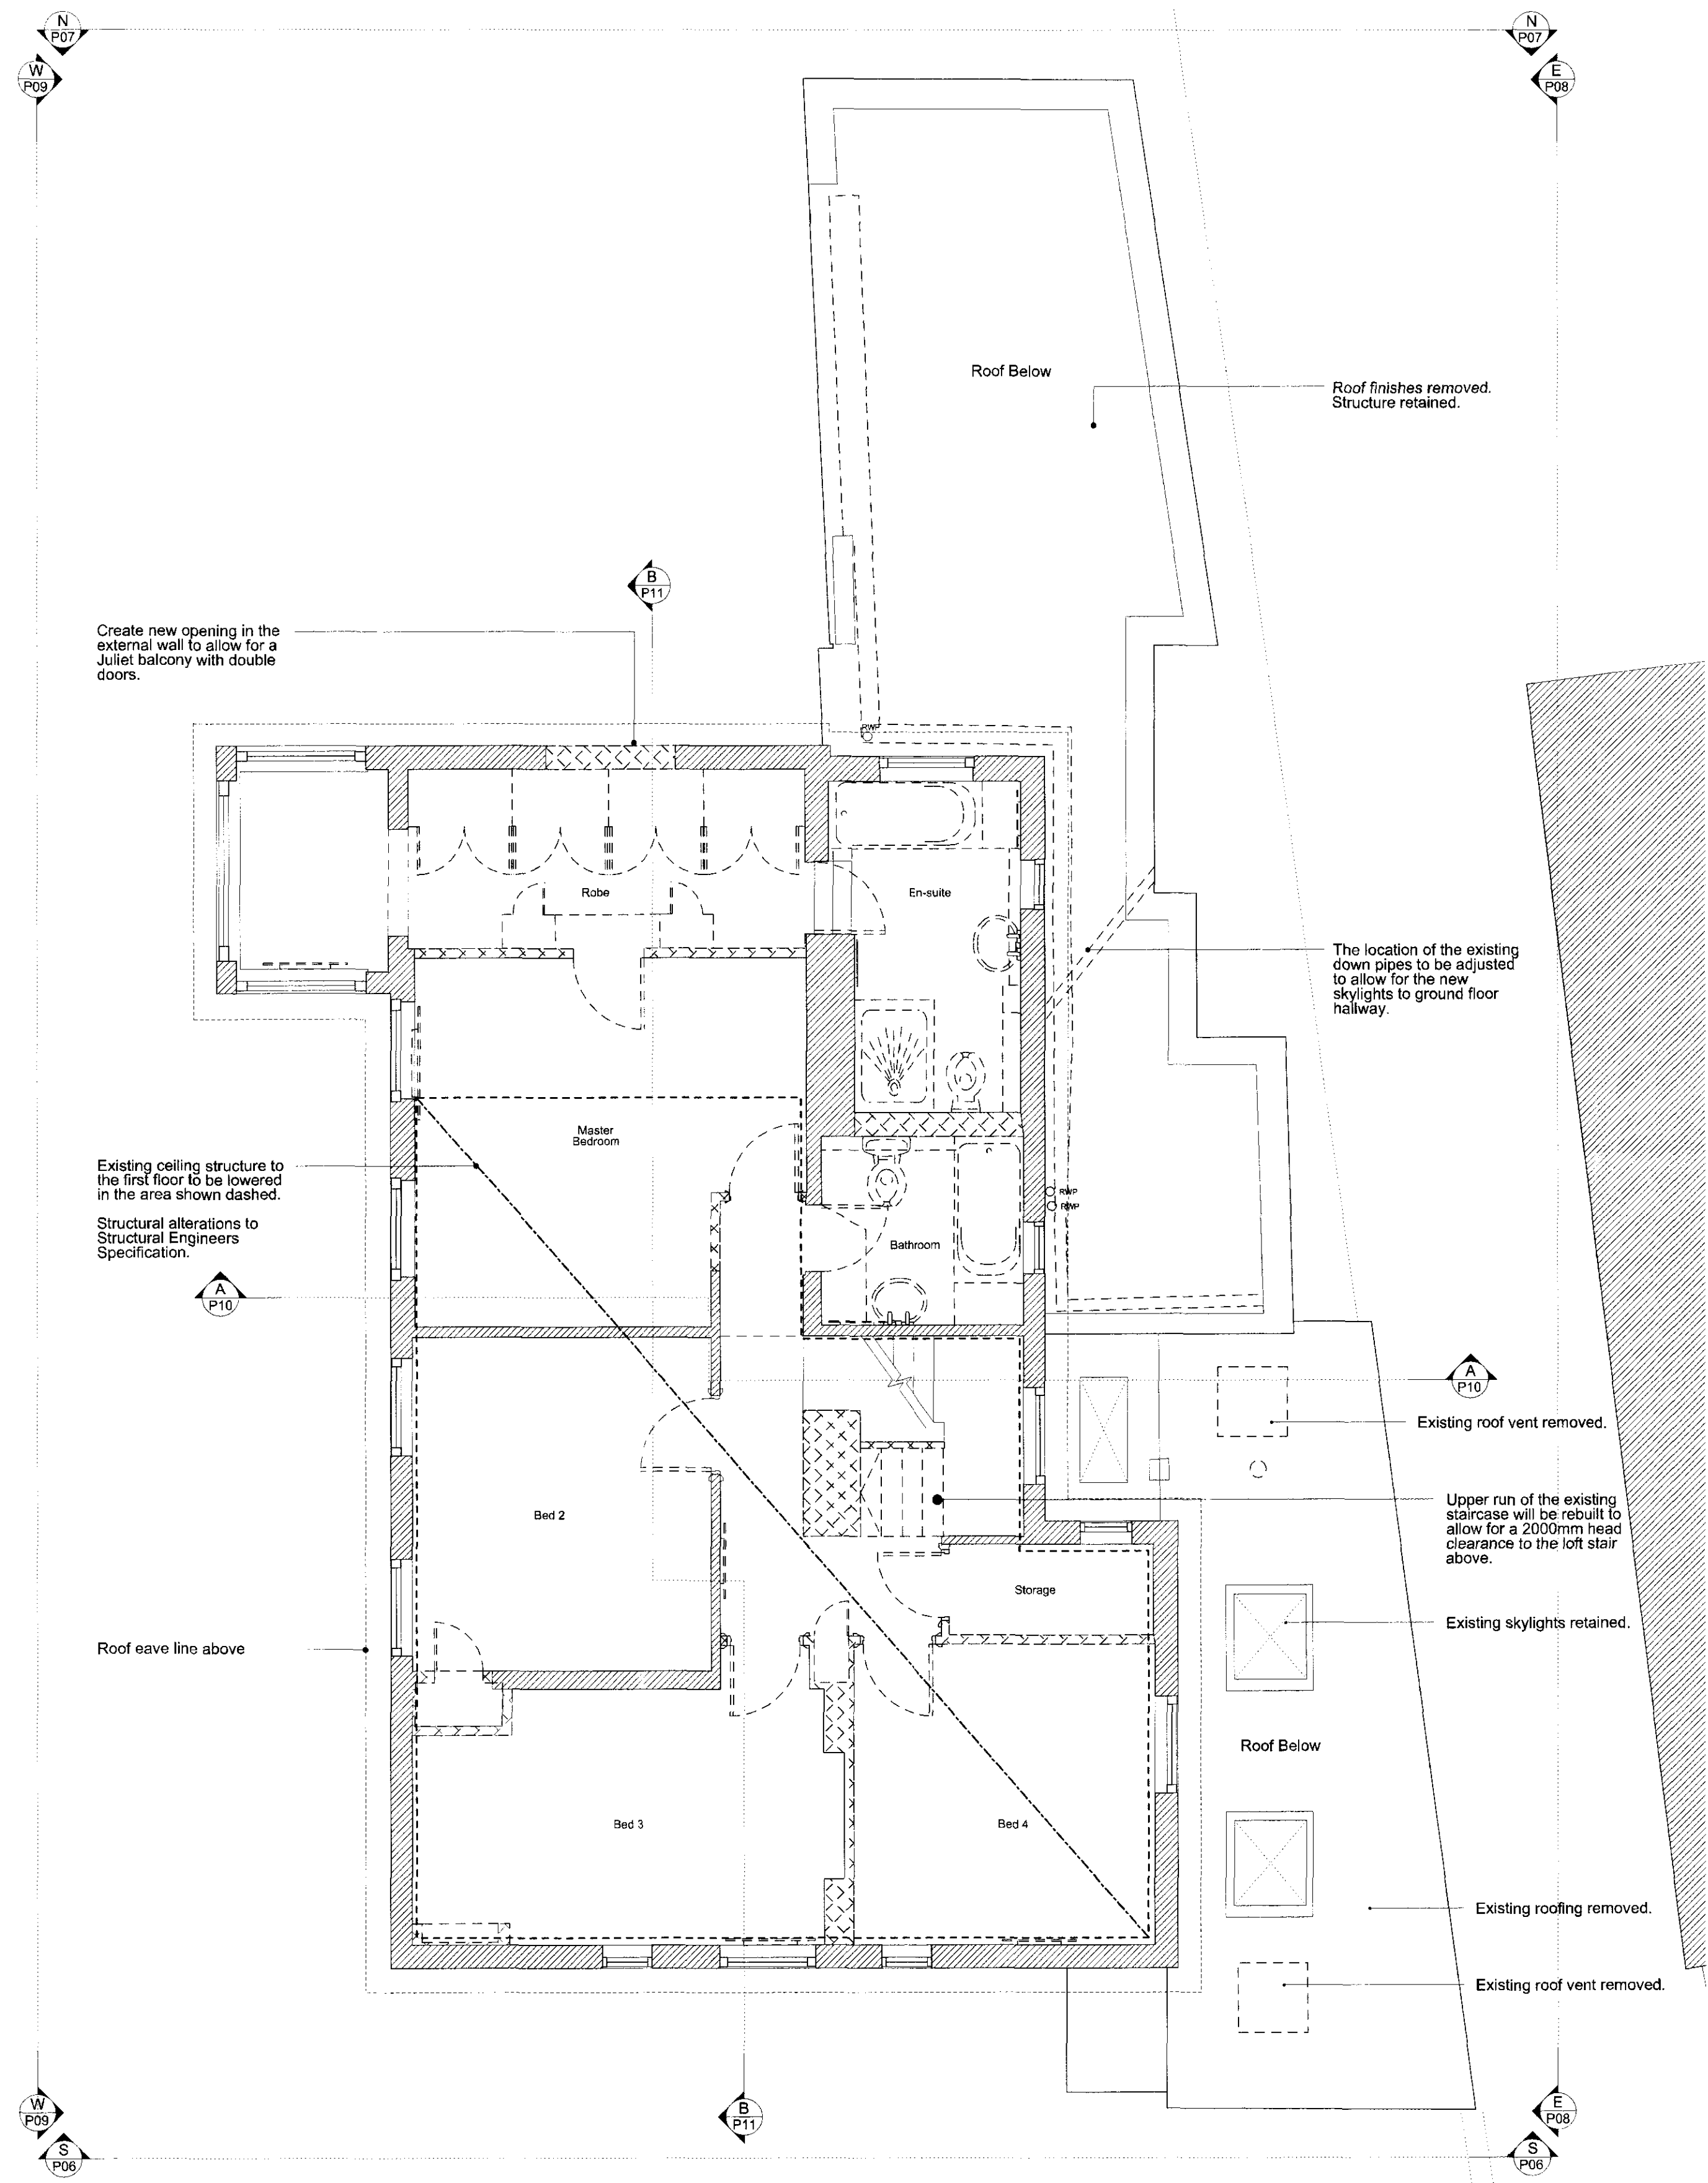 N
P07
N
P07
W
P09
E
P08
Roof Below
Roof finishes removed.
Structure retained.
B
P11
Create new opening in the
external wall to allow for a
Juliet balcony with double
doors.
RWP
Robe
En-suite
The location of the existing
down pipes to be adjusted
to allow for the new
skylights to ground floor
hallway.
Master
Bedroom
Existing ceiling structure to
the first floor to be lowered
in the area shown dashed.
Structural alterations to
Structural Engineers
Specification.
RWP
RWP
Bathroom
A
P10
A
P10
Existing roof vent removed.
Bed 2
Upper run of the existing
staircase will be rebuilt to
allow for a 2000mm head
clearance to the loft stair
above.
Storage
Existing skylights retained.
Roof eave line above
Roof Below
Bed 3
Bed 4
Existing roofing removed.
Existing roof vent removed.
W
P09
B
P11
E
P08
S
P06
S
P06